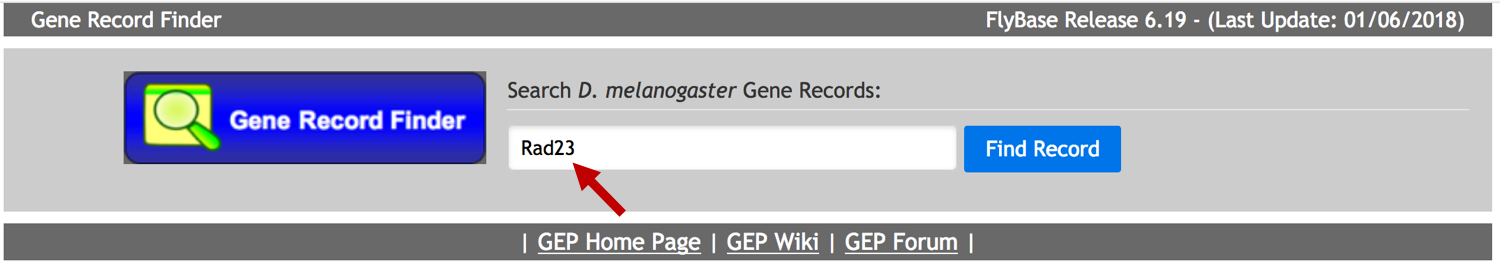 Gene Record Finder FlyBase Release 6.19 - (Last Update: 01/06/2018)
Gene Record Finder
Search D. melanogaster Gene Records:
Rad23 Find Record
| GEP Home Page | GEP Wiki | GEP Forum |